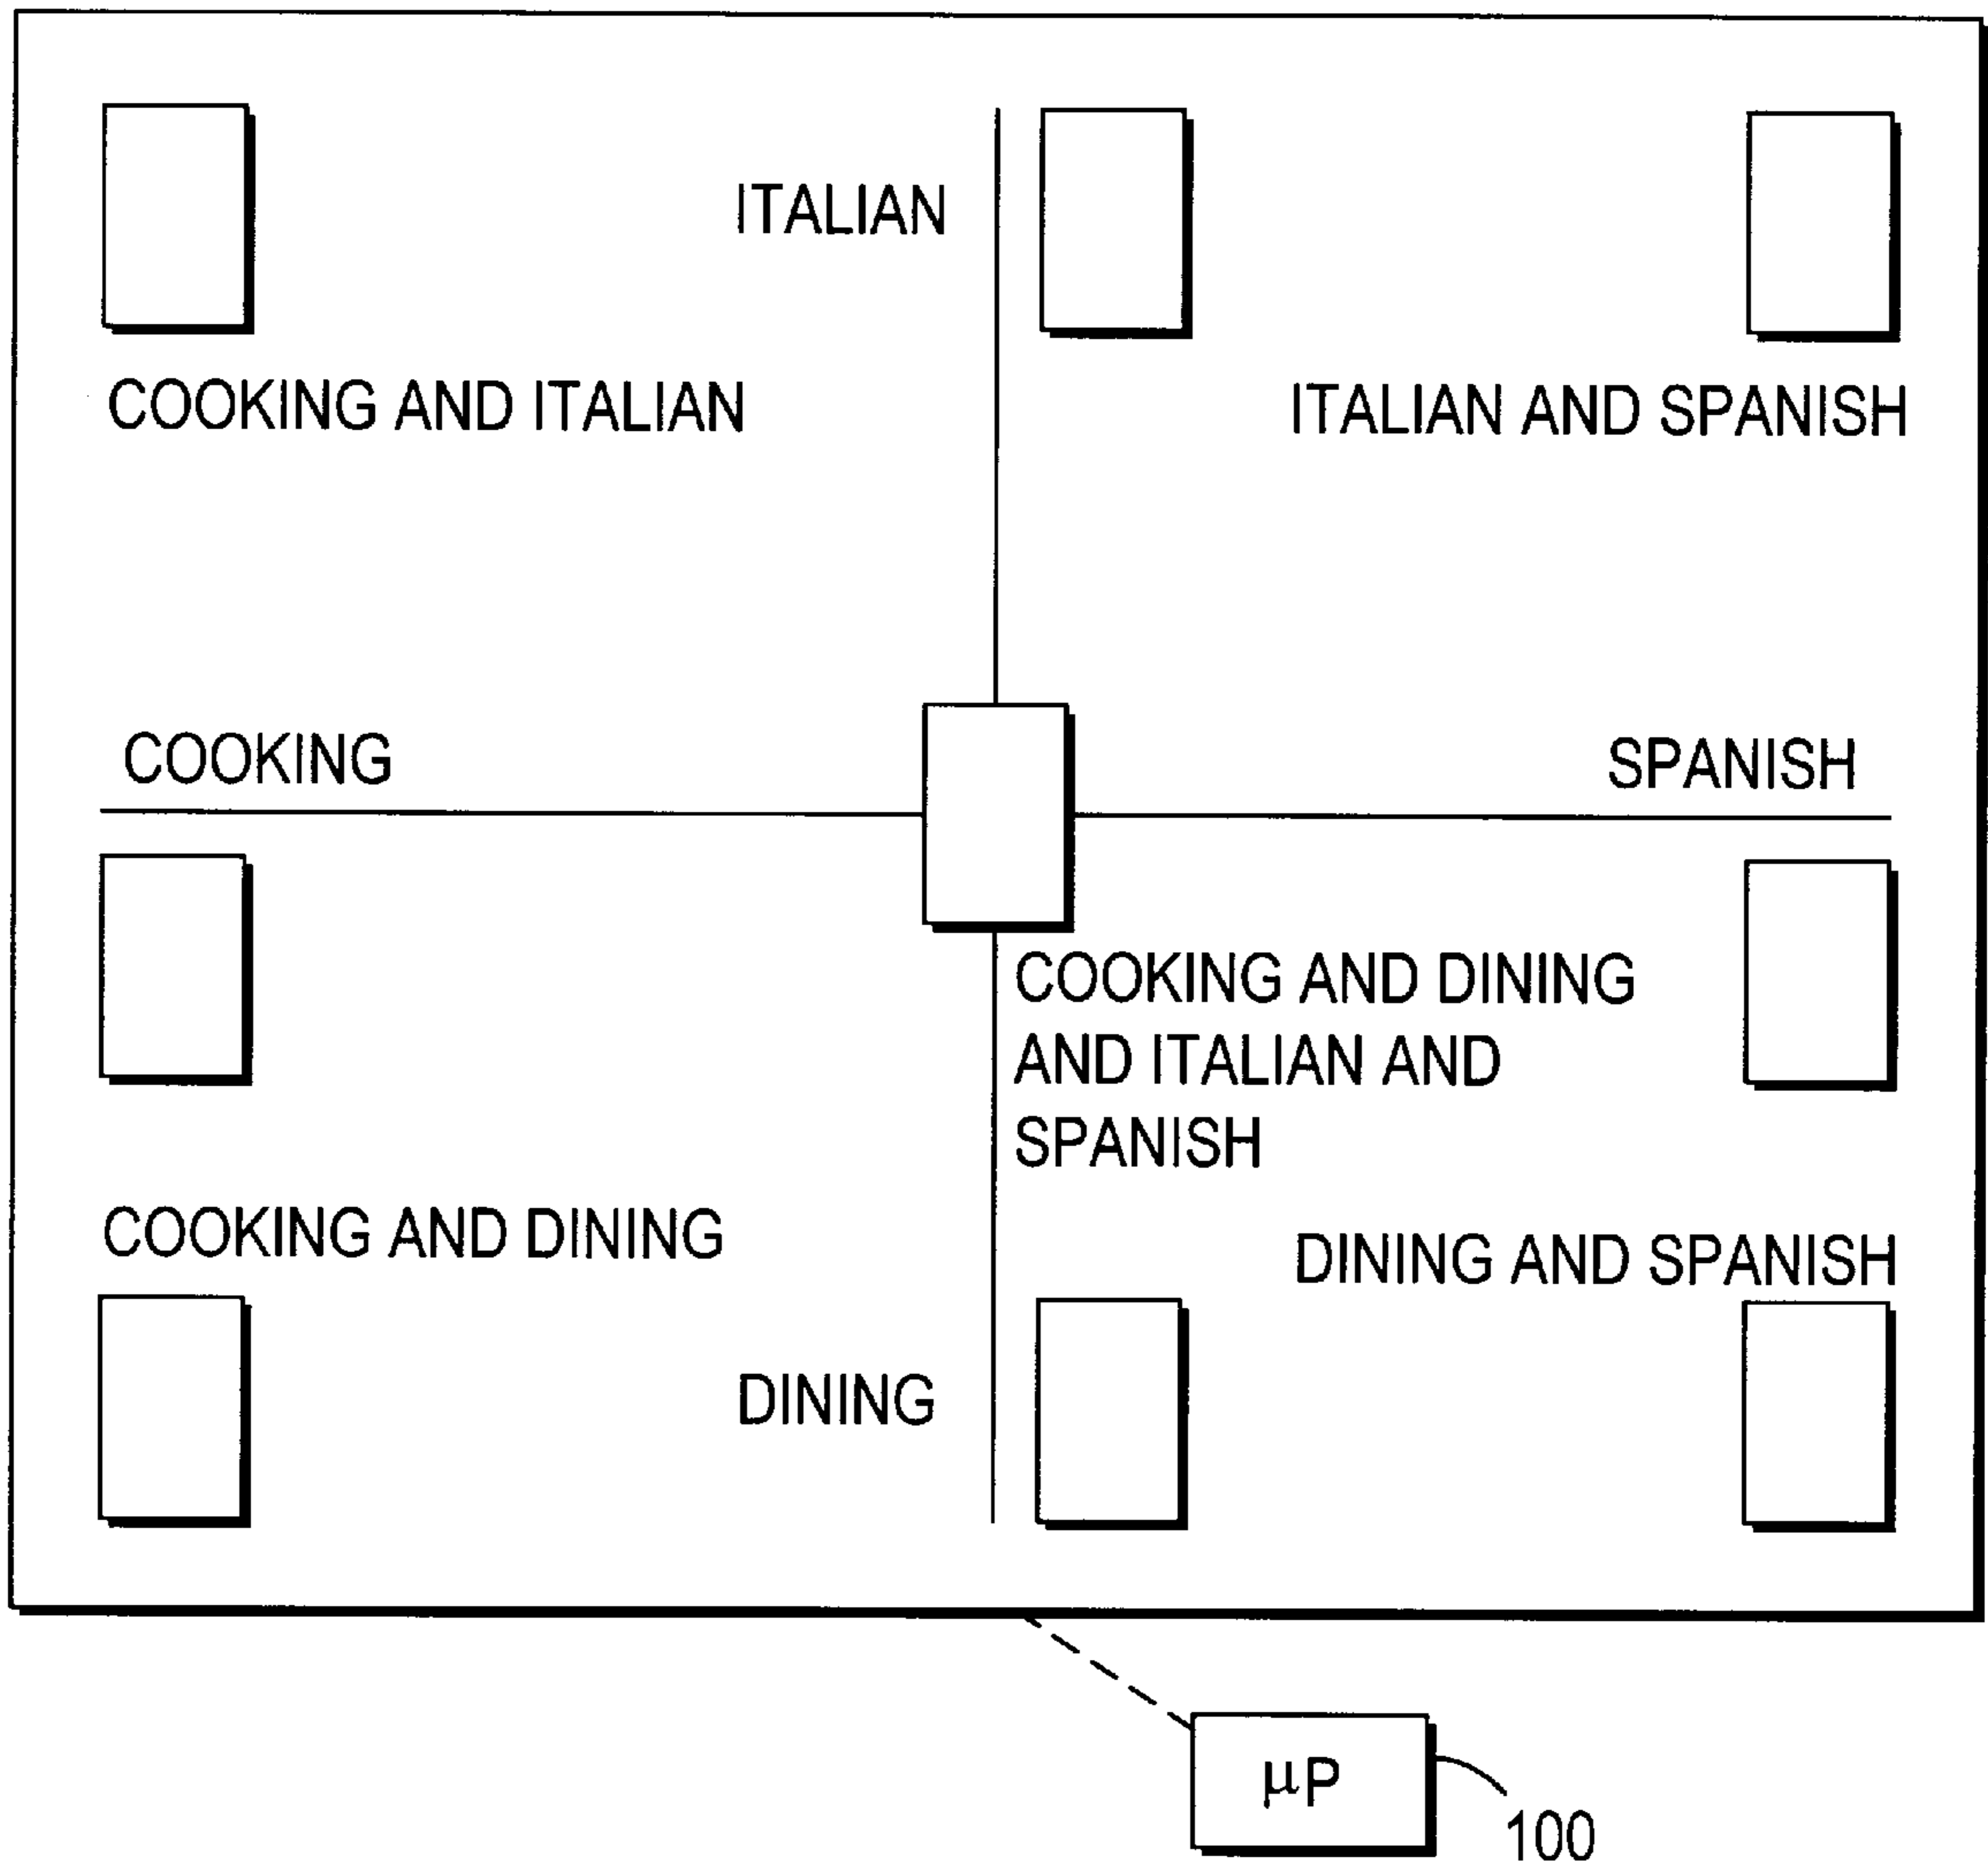 ITALIAN
COOKING AND ITALIAN
ITALIAN AND SPANISH
COOKING
SPANISH
COOKING AND DINING
AND ITALIAN AND
SPANISH
COOKING AND DINING
DINING AND SPANISH
DINING
µP
100